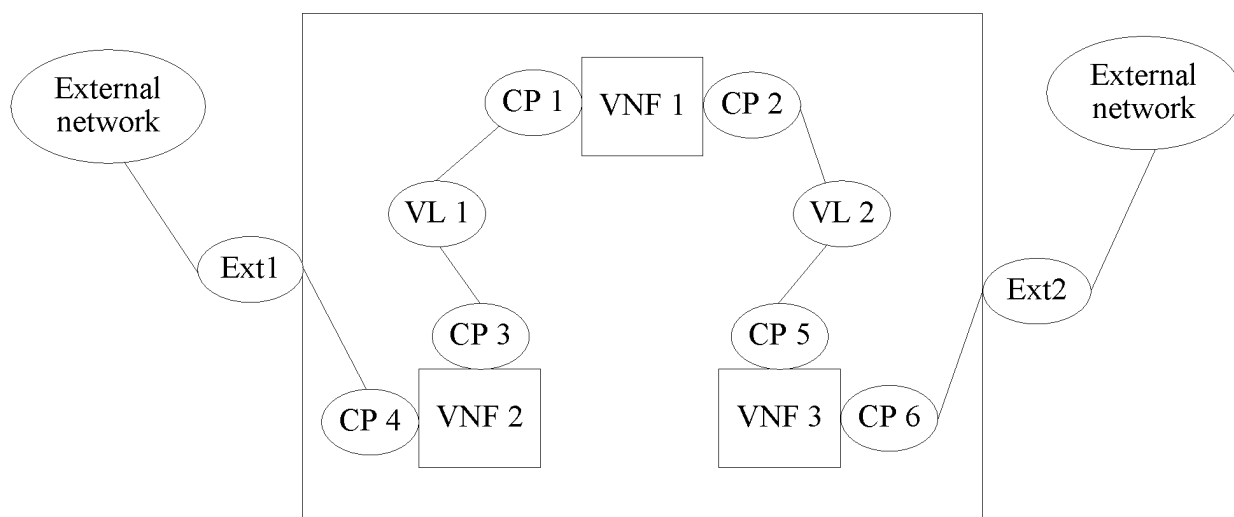 External
network
External
network
CP 1
VNF 1
CP 2
VL 1
VL 2
Ext1
Ext2
CP 3
CP 5
CP 4
VNF 2
VNF 3
CP 6